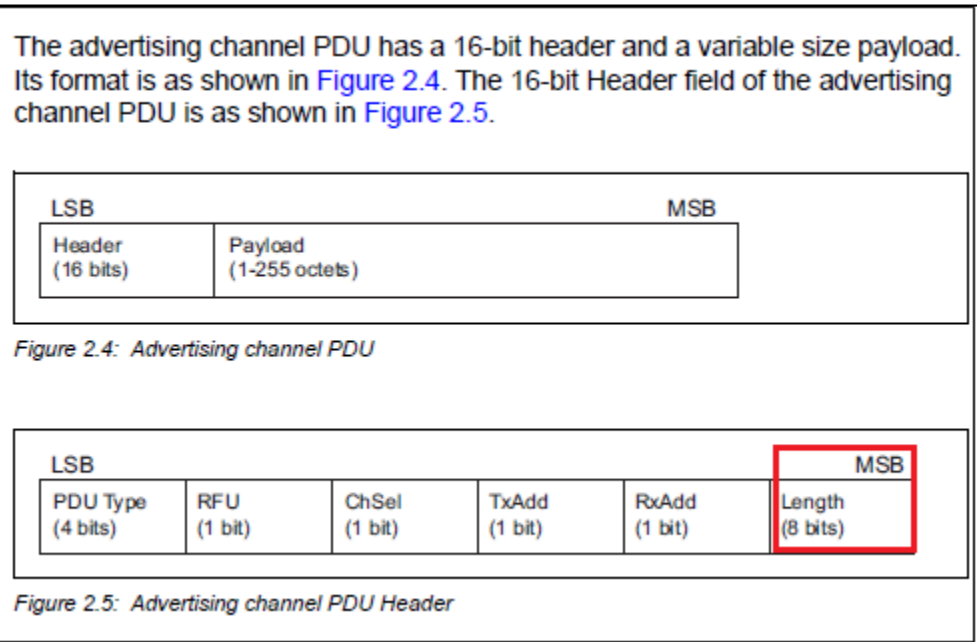 The advertising channel PDU has a 16-bit header and a variable size payload.
Its format is as shown in Figure 2.4. The 16-bit Header field of the advertising
channel PDU is as shown in Figure 2.5.
LSB MSB
Header Payload
(16 bits) (1-255 octets)
Figure 2.4: Advertising channel PDU
LSB MSB
PDU Type RFU ChSel TxAdd RxAdd Length
(4 bits) (1 bit) (1 bit) (1 bit) (1 bit) (8 bits)
Figure 2.5: Advertising channel PDU Header